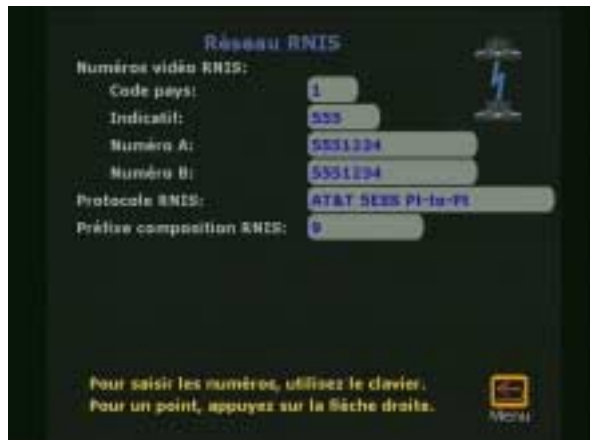 Réseau RNIS
Numéros vidéo RNIS:
Code pays: 1
Indicatif: 555
Numéro A: 5551234
Numéro B: 5551234
Protocole RNIS: AT&T 5ESS Pt-to-Pt
Préfixe composition RNIS: 9
Pour saisir les numéros, utilisez le clavier.
Pour un point, appuyez sur la flèche droite.
Menu